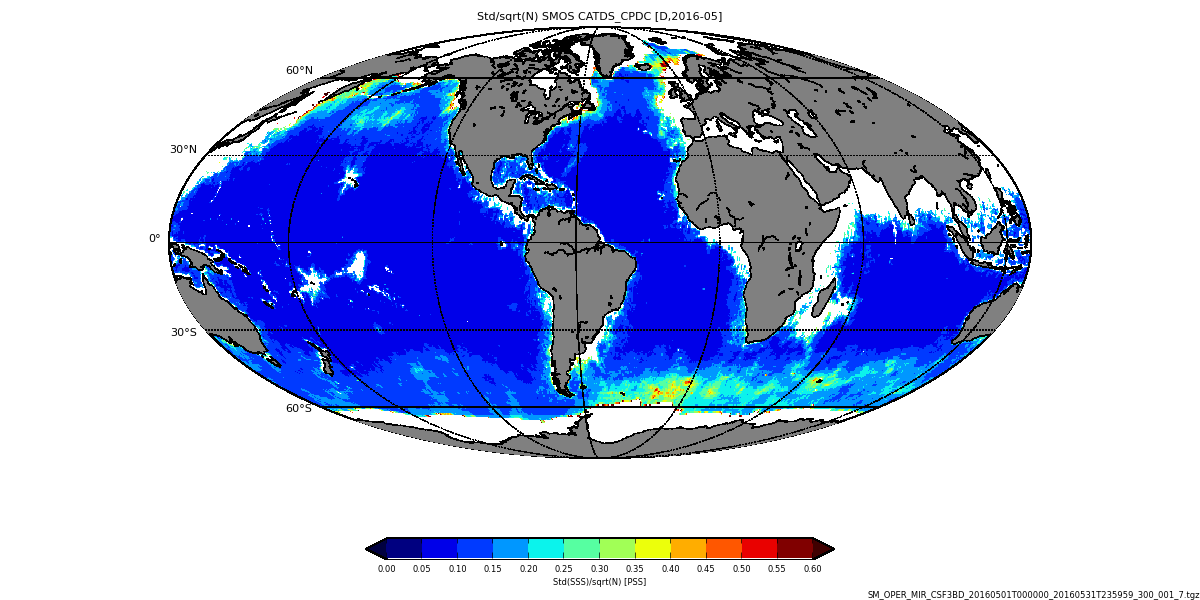 Std/sqrt(N) SMOS CATDS_CPDC [D,2016-05]
60°N
30°N
0°
30°S
60°S
0.00 0.05 0.10 0.15 0.20 0.25 0.30 0.35 0.40 0.45 0.50 0.55 0.60
Std(SSS)/sqrt(N) [PSS]
SM_OPER_MIR_CSF3BD_20160501T000000_20160531T235959_300_001_7.tgz